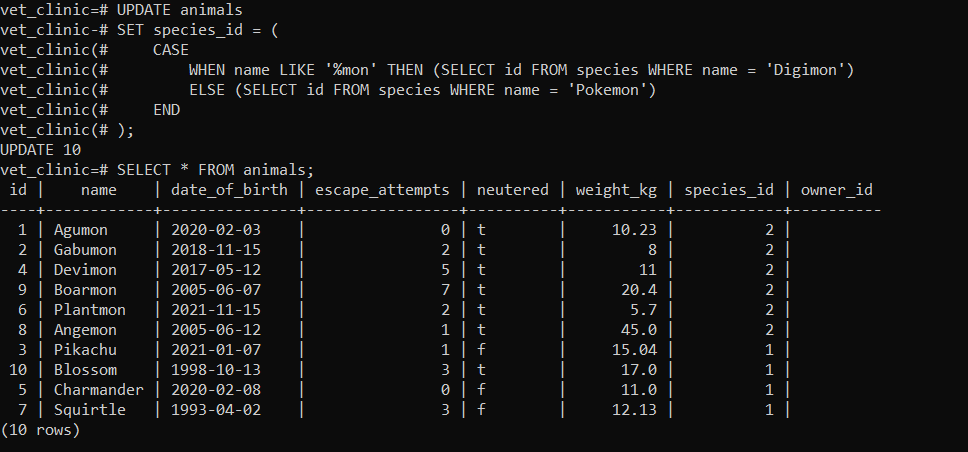 vet_clinic=# UPDATE animals
vet_clinic-# SET species_id = (
vet_clinic(#     CASE
vet_clinic(#         WHEN name LIKE '%mon' THEN (SELECT id FROM species WHERE name = 'Digimon')
vet_clinic(#         ELSE (SELECT id FROM species WHERE name = 'Pokemon')
vet_clinic(#     END
vet_clinic(# );
UPDATE 10
vet_clinic=# SELECT * FROM animals;
 id |    name    | date_of_birth | escape_attempts | neutered | weight_kg | species_id | owner_id
----+------------+---------------+-----------------+----------+-----------+------------+----------
  1 | Agumon     | 2020-02-03    |               0 | t        |     10.23 |          2 |
  2 | Gabumon    | 2018-11-15    |               2 | t        |         8 |          2 |
  4 | Devimon    | 2017-05-12    |               5 | t        |        11 |          2 |
  9 | Boarmon    | 2005-06-07    |               7 | t        |      20.4 |          2 |
  6 | Plantmon   | 2021-11-15    |               2 | t        |       5.7 |          2 |
  8 | Angemon    | 2005-06-12    |               1 | t        |      45.0 |          2 |
  3 | Pikachu    | 2021-01-07    |               1 | f        |     15.04 |          1 |
 10 | Blossom    | 1998-10-13    |               3 | t        |      17.0 |          1 |
  5 | Charmander | 2020-02-08    |               0 | f        |      11.0 |          1 |
  7 | Squirtle   | 1993-04-02    |               3 | f        |     12.13 |          1 |
(10 rows)